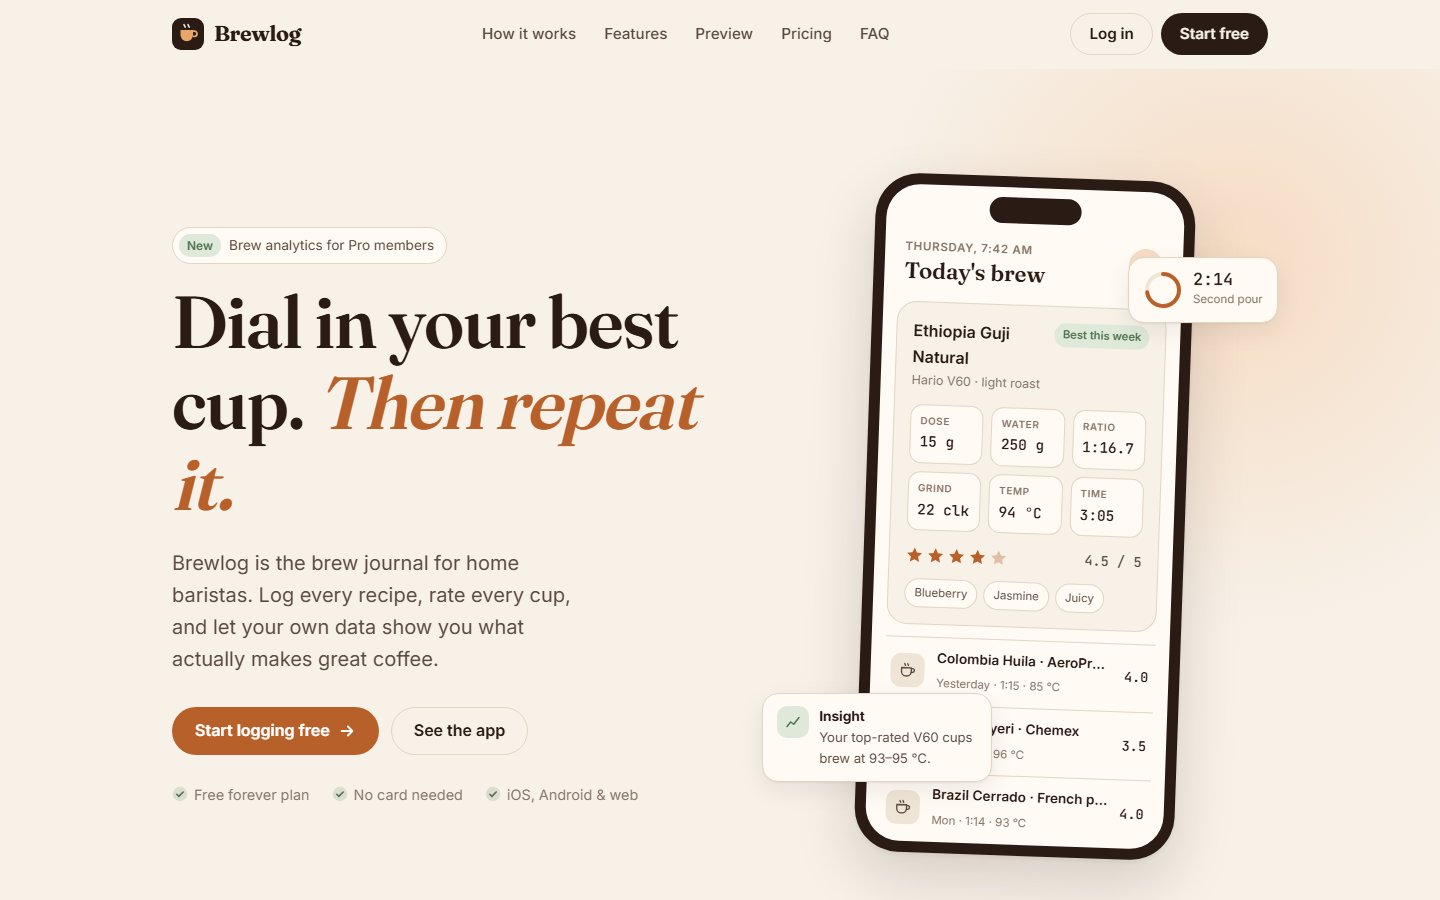 Brewlog
How it works
Features
Preview
Pricing
FAQ
Log in
Start free
New
Brew analytics for Pro members
Dial in your best
cup. Then repeat
it.
Brewlog is the brew journal for home
baristas. Log every recipe, rate every cup,
and let your own data show you what
actually makes great coffee.
Start logging free
See the app
Free forever plan
No card needed
iOS, Android & web
THURSDAY, 7:42 AM
Today's brew
2:14
Second pour
Ethiopia Guji
Natural
Best this week
Hario V60 · light roast
DOSE
15 g
WATER
250 g
RATIO
1:16.7
GRIND
22 clk
TEMP
94 °C
TIME
3:05
4.5 / 5
Blueberry
Jasmine
Juicy
Colombia Huila · AeroPr...
Yesterday · 1:15 · 85 °C
4.0
Insight
Your top-rated V60 cups
brew at 93–95 °C.
yeri · Chemex
96 °C
3.5
Brazil Cerrado · French p...
Mon · 1:14 · 93 °C
4.0